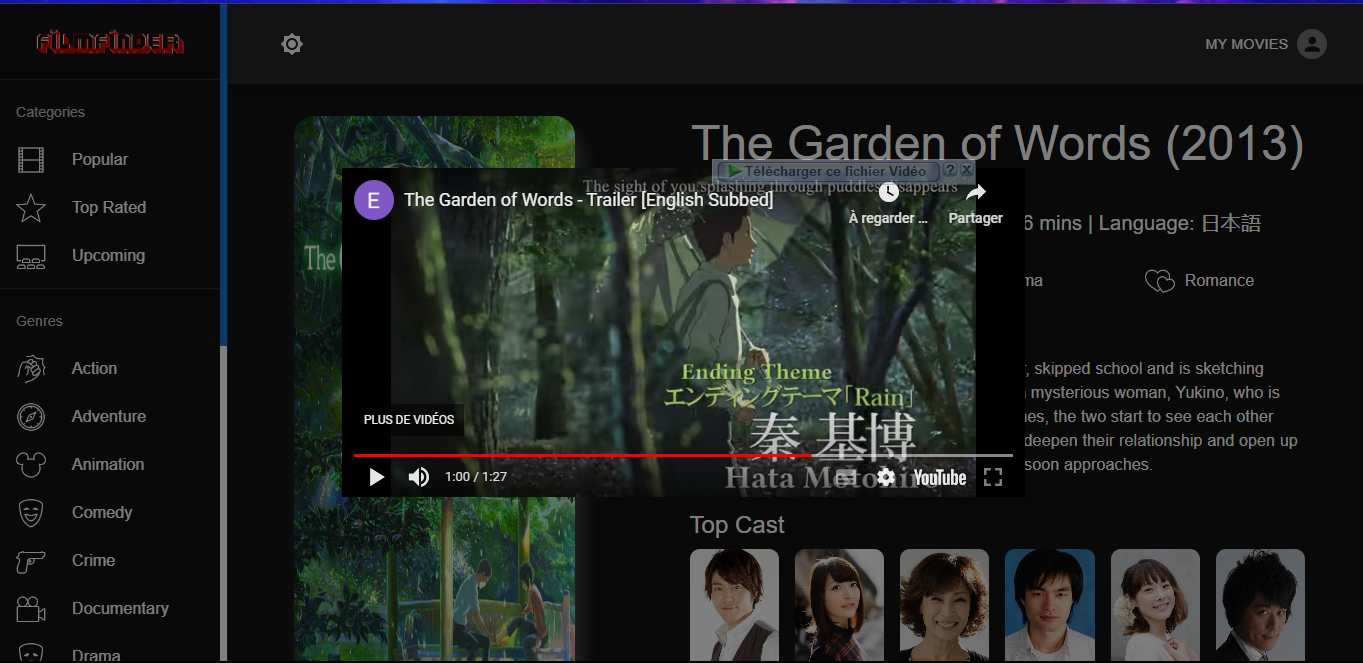 FiLMFiNDER
MY MOVIES
Categories
Popular
Top Rated
Upcoming
Genres
Action
Adventure
Animation
Comedy
Crime
Documentary
Drama
The Garden of Words (2013)
Télécharger ce fichier Vidéo ? X
The sight of you splashing through puddles disappears
E
The Garden of Words - Trailer [English Subbed]
À regarder ...
Partager
The
6 mins | Language: 日本語
ma
Romance
, skipped school and is sketching
mysterious woman, Yukino, who is
es, the two start to see each other
deepen their relationship and open up
soon approaches.
Ending Theme
エンディングテーマ「Rain」
秦 基博
Hata Motohiro
PLUS DE VIDÉOS
1:00 / 1:27
YouTube
Top Cast